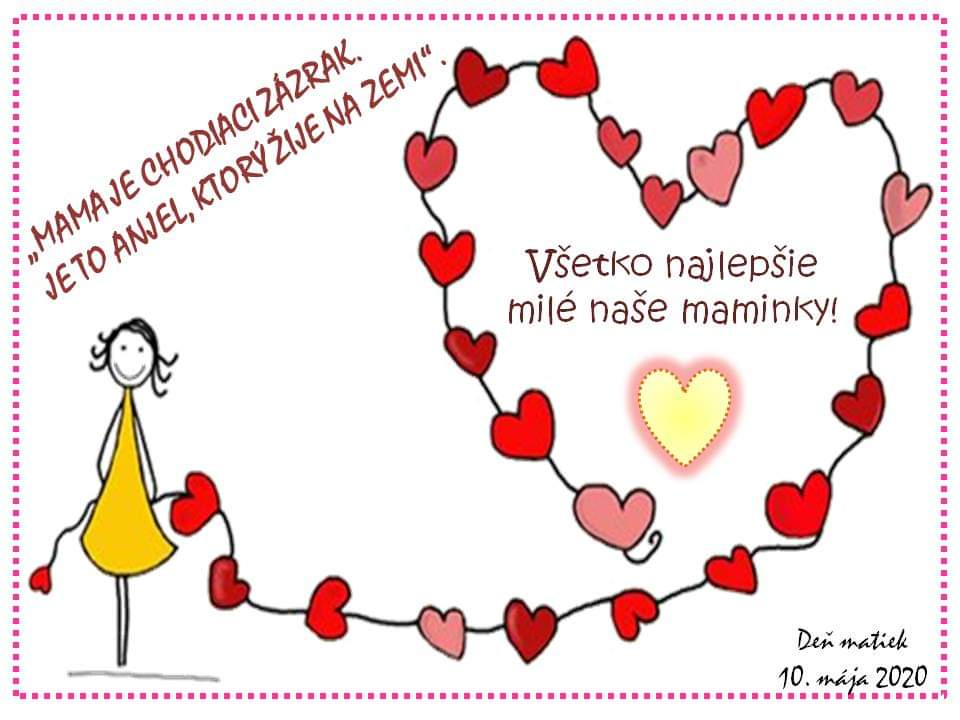 „MAMA JE CHODIACI ZÁZRAK.
JE TO ANJEL, KTORÝ ŽIJE NA ZEMI“ .
Všetko najlepšie
milé naše maminky!
Deň matiek
10. mája 2020